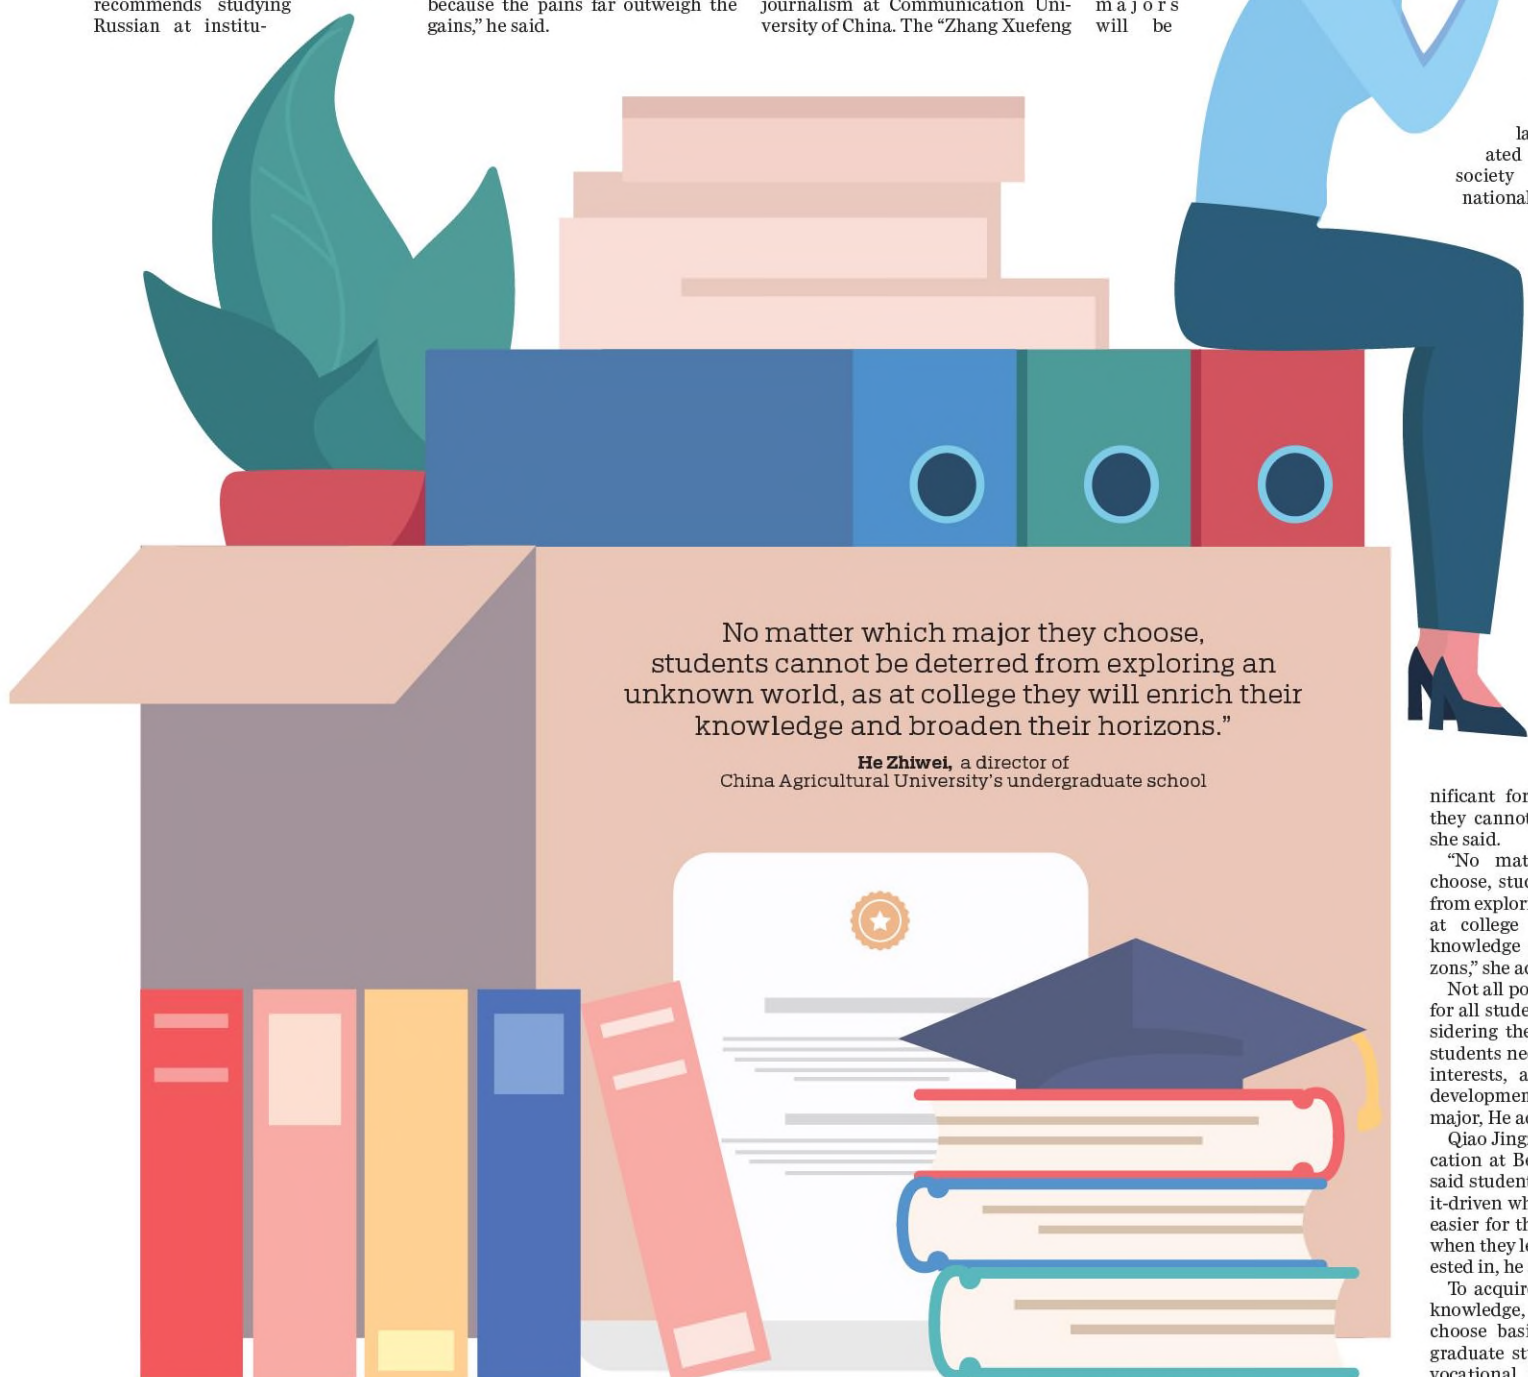 recommends studying
Russian at institu-
because the pains far outweigh the
gains,” he said.
journalism at Communication Uni-
versity of China. The “Zhang Xuefeng
majors
will be
ated
society
national
No matter which major they choose,
students cannot be deterred from exploring an
unknown world, as at college they will enrich their
knowledge and broaden their horizons.”
He Zhiwei, a director of
China Agricultural University’s undergraduate school
nificant for
they cannot
she said.
“No mat
choose, stud
from explor
at college
knowledge
zons,” she a
Not all po
for all stude
sidering the
students ne
interests, a
developmen
major, He a
Qiao Jing
cation at Be
said student
it-driven wh
easier for th
when they le
ested in, he
To acquire
knowledge,
choose basi
graduate st
vocational